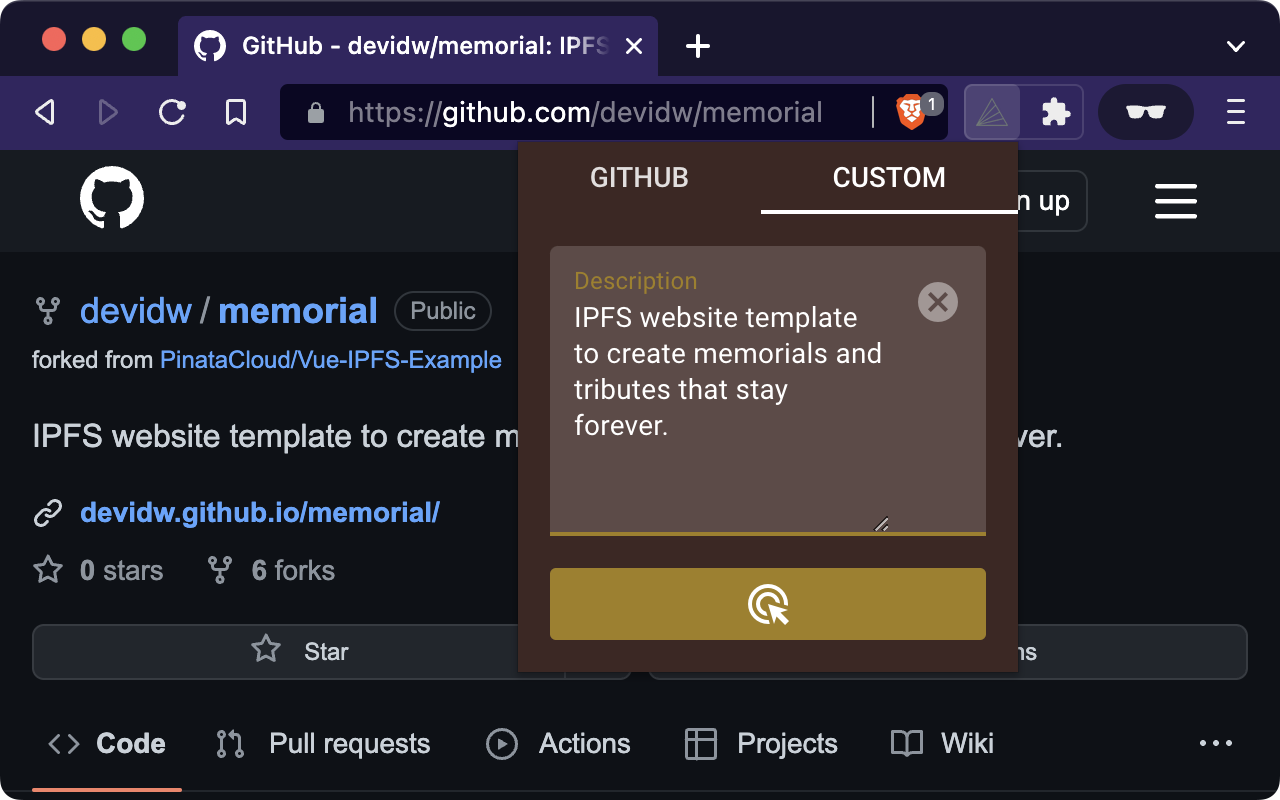 GitHub - devidw/memorial: IPFS
https://github.com/devidw/memorial
1
GITHUB
CUSTOM
n up
Description
IPFS website template
to create memorials and
tributes that stay
forever.
devidw / memorial
Public
forked from PinataCloud/Vue-IPFS-Example
IPFS website template to create m
ver.
devidw.github.io/memorial/
0 stars
6 forks
Star
ns
Code
Pull requests
Actions
Projects
Wiki